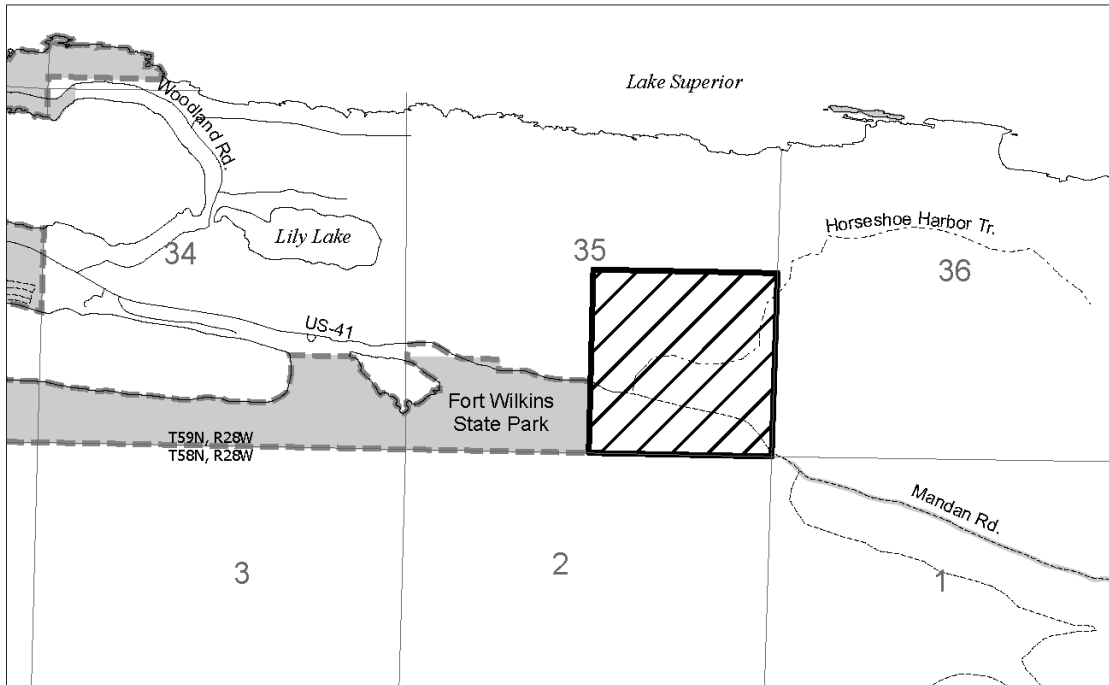 Lake Superior
Woodland Rd.
Horseshoe Harbor Tr.
Lily Lake
34
35
36
US-41
Fort Wilkins
State Park
T59N, R28W
T58N, R28W
Mandan Rd.
3
2
1